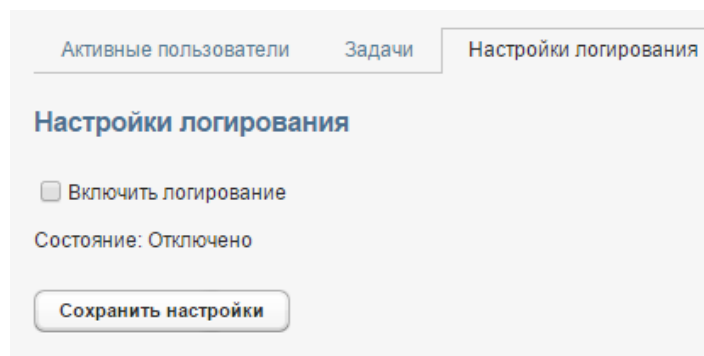 Активные пользователи Задачи Настройки логирования
Настройки логирования
Включить логирование
Состояние: Отключено
Сохранить настройки